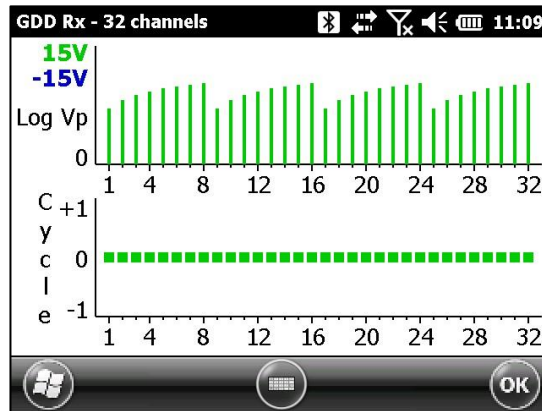 GDD Rx - 32 channels 11:09
15V
-15V
Log Vp
0
1 4 8 12 16 20 24 28 32
Cycle
+1
0
-1
1 4 8 12 16 20 24 28 32
OK